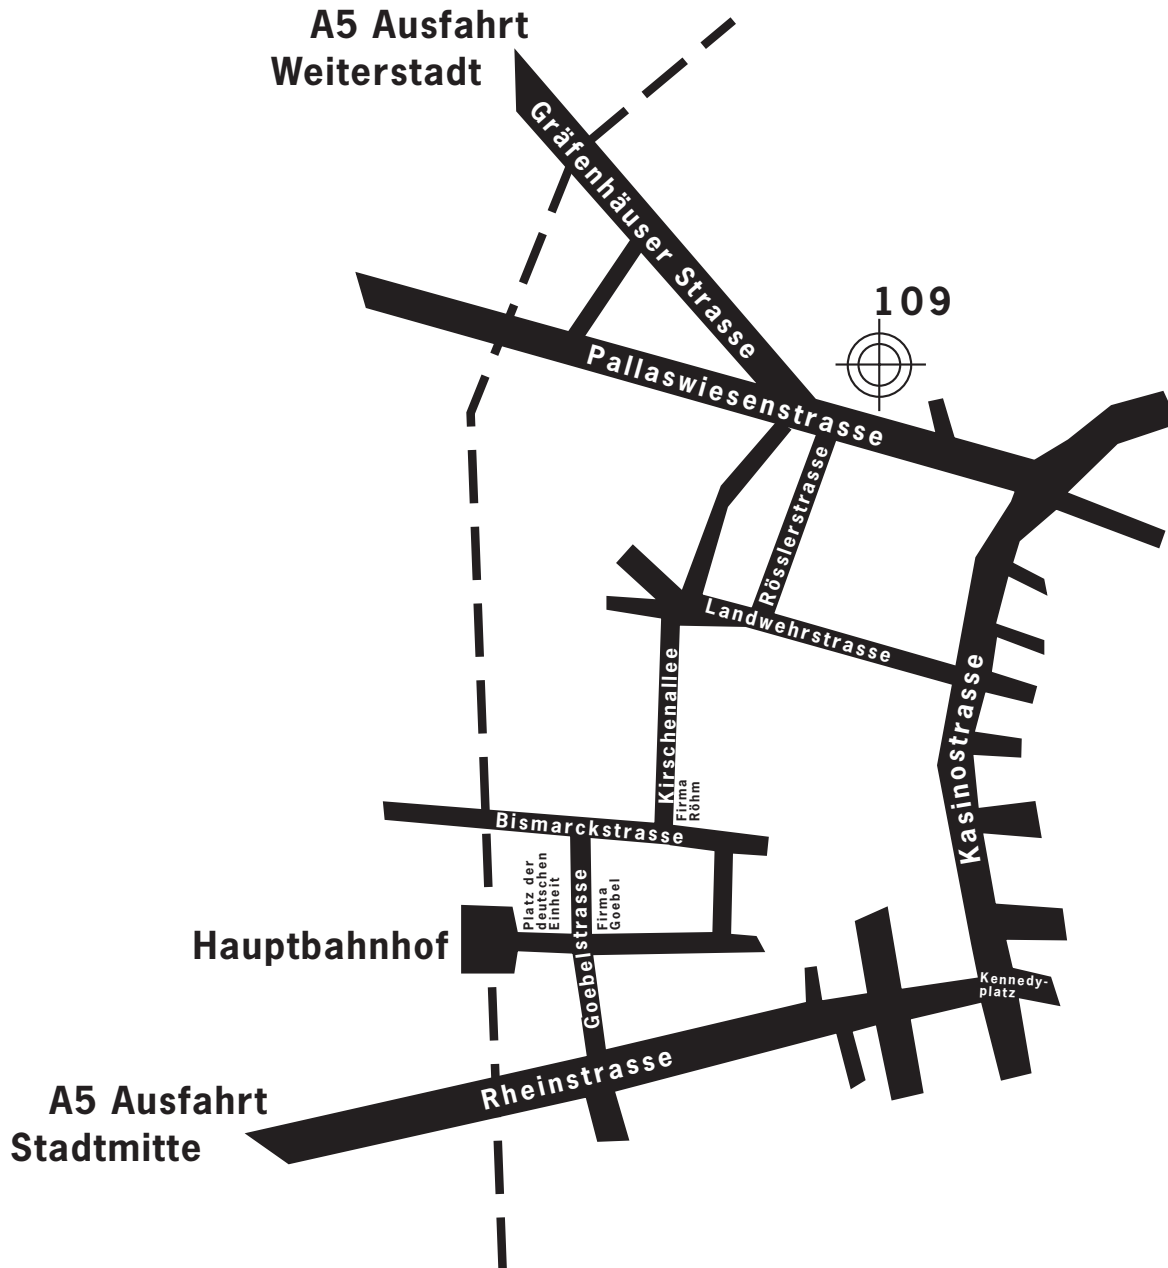 A5 Ausfahrt
Weiterstadt
Gräfenhäuser Strasse
109
Pallaswiesenstrasse
Rösslerstrasse
Landwehrstrasse
Kirschenallee
Firma
Röhm
Kasinostrasse
Bismarckstrasse
Platz der
deutschen
Einheit
Goebelstrasse
Firma
Goebel
Hauptbahnhof
Kennedy-
platz
Rheinstrasse
A5 Ausfahrt
Stadtmitte